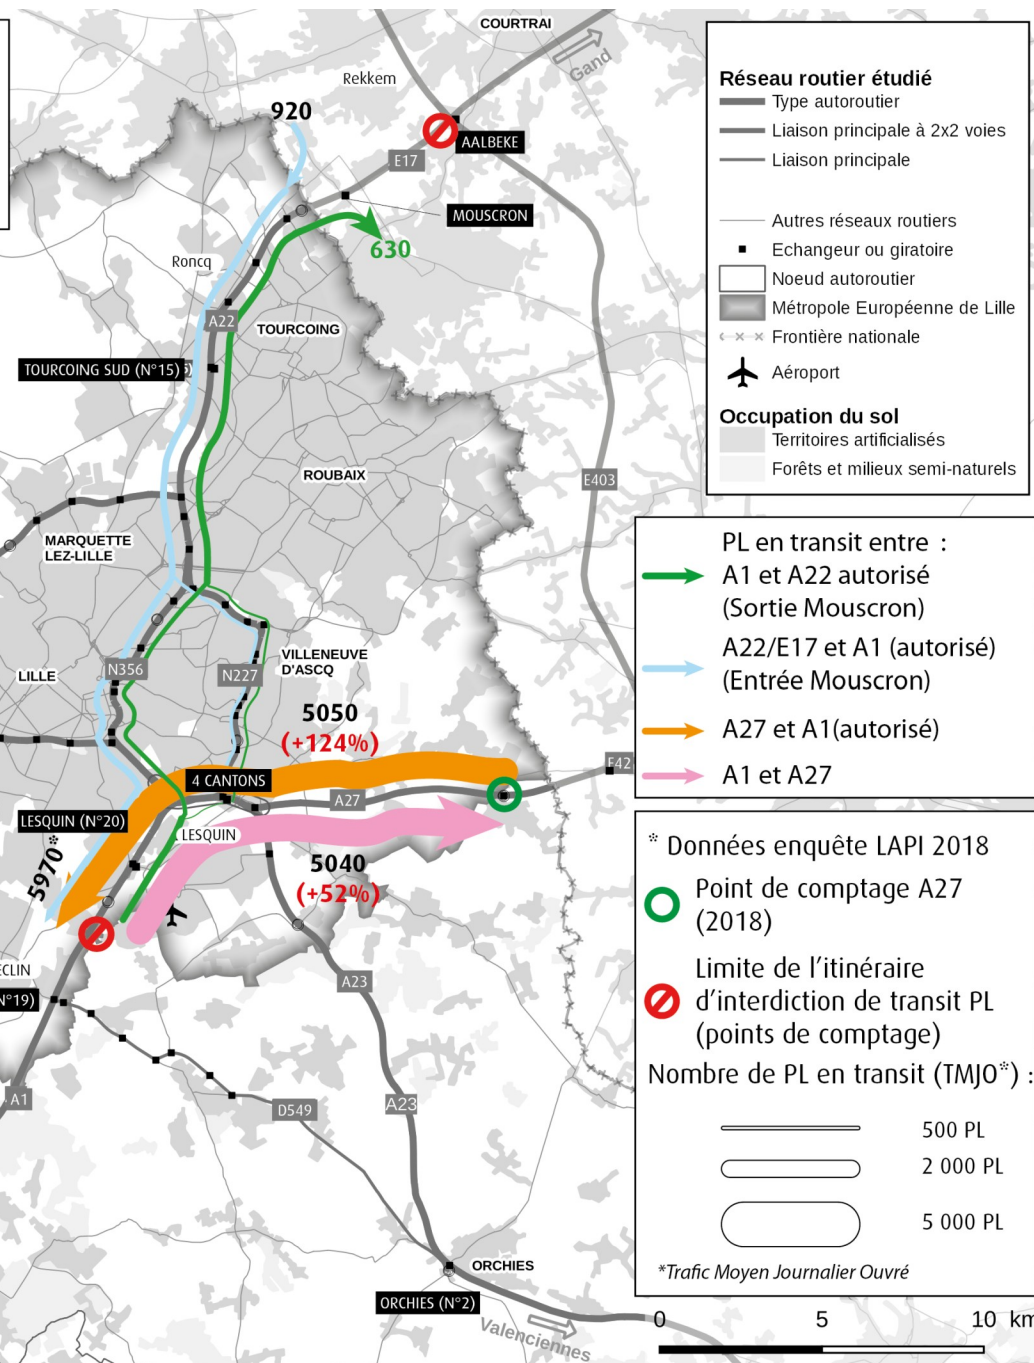 COURTRAI
Gand
Rekkem
920
AALBEKE
E17
MOUSCRON
630
Roncq
A22
TOURCOING
TOURCOING SUD (N°15)
ROUBAIX
E403
MARQUETTE
LEZ-LILLE
VILLENEUVE
D'ASCQ
LILLE
N356
N227
5050
(+124%)
4 CANTONS
E42
A27
LESQUIN (N°20)
LESQUIN
5970*
5040
(+52%)
ECLIN
N°19)
A23
A1
D549
A23
ORCHIES
ORCHIES (N°2)
Valenciennes
Réseau routier étudié
Type autoroutier
Liaison principale à 2x2 voies
Liaison principale
Autres réseaux routiers
Echangeur ou giratoire
Noeud autoroutier
Métropole Européenne de Lille
Frontière nationale
Aéroport
Occupation du sol
Territoires artificialisés
Forêts et milieux semi-naturels
PL en transit entre :
A1 et A22 autorisé
(Sortie Mouscron)
A22/E17 et A1 (autorisé)
(Entrée Mouscron)
A27 et A1(autorisé)
A1 et A27
* Données enquête LAPI 2018
Point de comptage A27
(2018)
Limite de l'itinéraire
d'interdiction de transit PL
(points de comptage)
Nombre de PL en transit (TMJO*) :
500 PL
2 000 PL
5 000 PL
*Trafic Moyen Journalier Ouvré
0 5 10 km